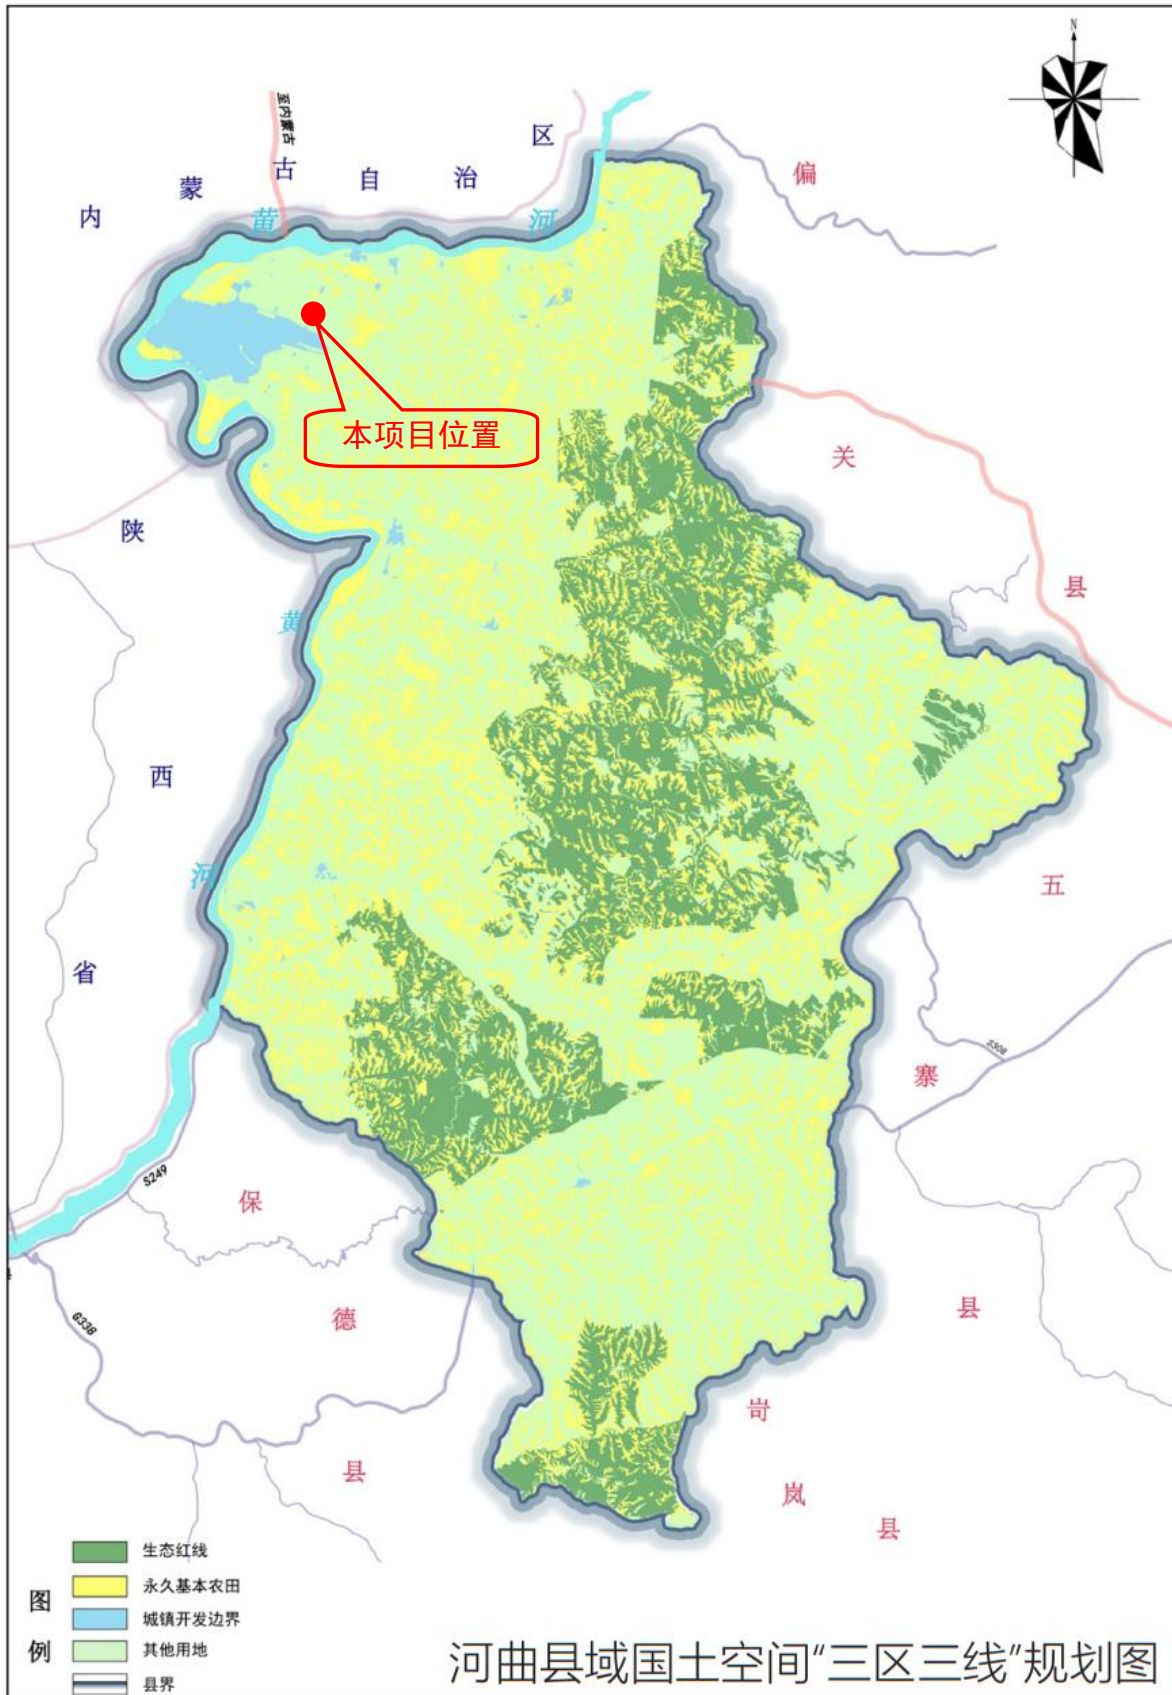 N
至内蒙古
内蒙古自治区
黄河
偏关县
本项目位置
陕西省
黄河
五寨县
S308
S249
保德县
G338
岢岚县
图例
生态红线
永久基本农田
城镇开发边界
其他用地
县界
河曲县域国土空间“三区三线”规划图